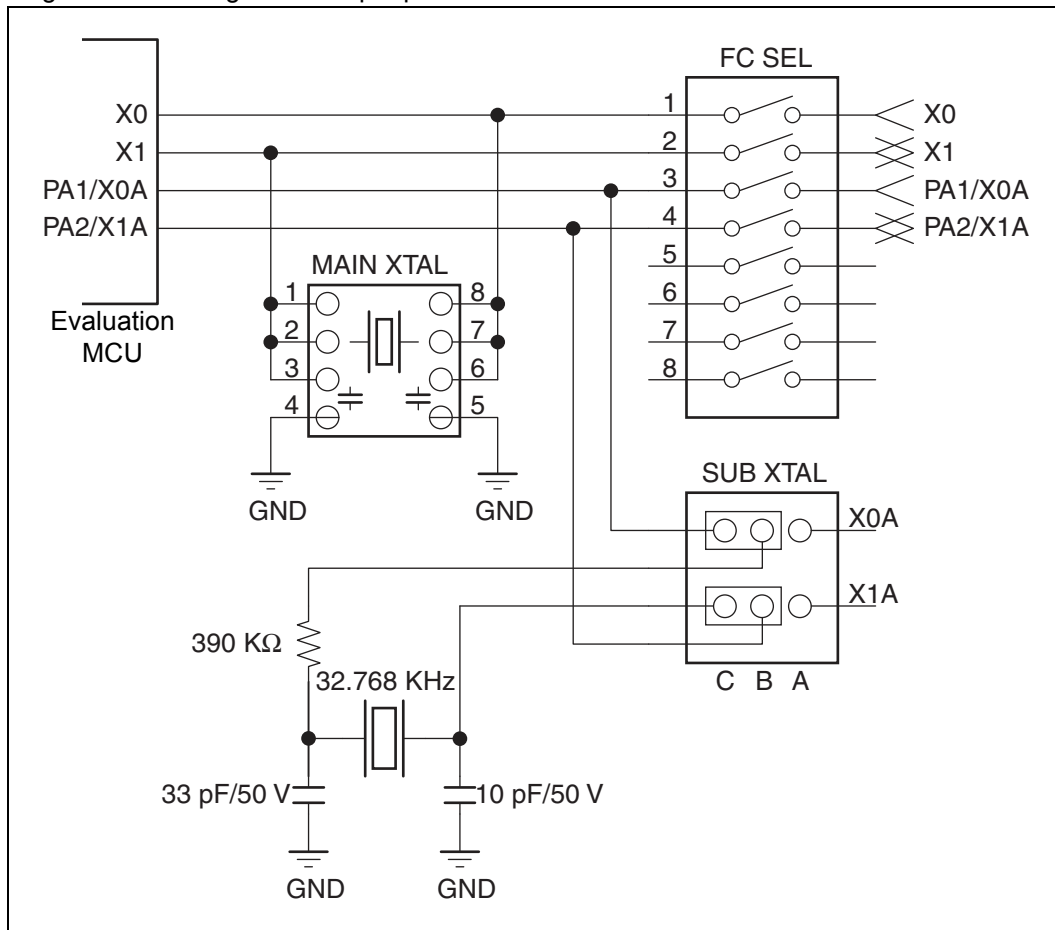 FC SEL
X0
1
X0
X1
2
X1
PA1/X0A
3
PA1/X0A
PA2/X1A
4
PA2/X1A
5
6
7
8
MAIN XTAL
1
8
2
7
3
6
4
5
Evaluation
MCU
GND
GND
SUB XTAL
X0A
X1A
C B A
390 KΩ
32.768 KHz
33 pF/50 V
10 pF/50 V
GND
GND